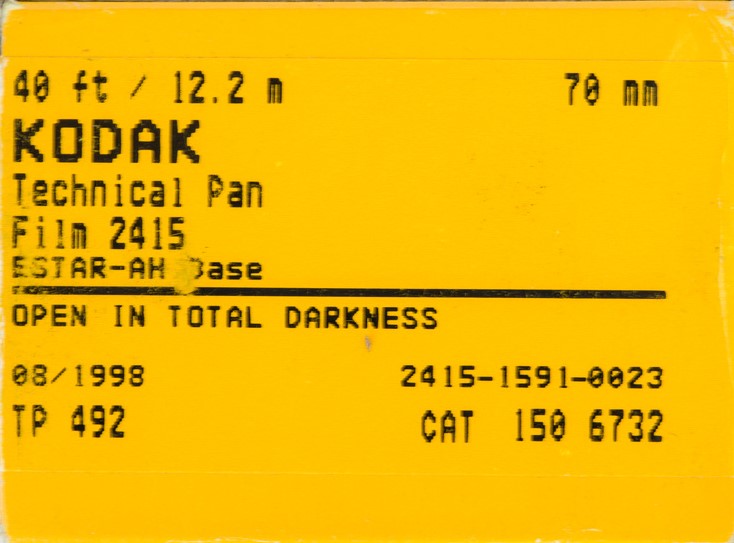 40 ft / 12.2 m 70 mm
KODAK
Technical Pan
Film 2415
ESTAR-AH Base
OPEN IN TOTAL DARKNESS
08/1998 2415-1591-0023
TP 492 CAT 150 6732